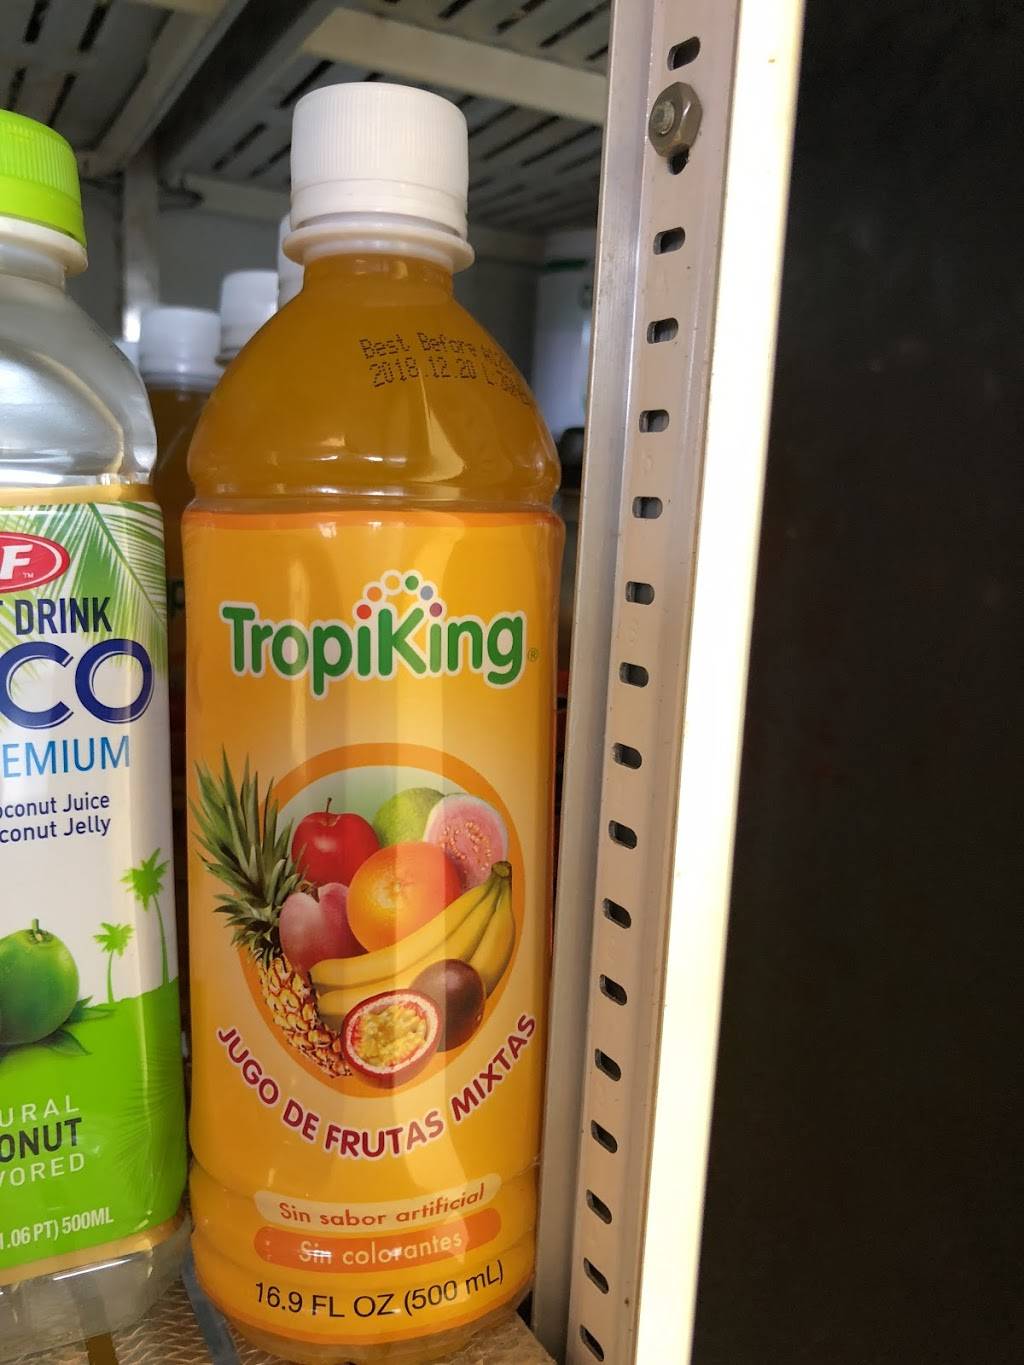 Best Before
2018.12.20 L
TropiKing®
JUGO DE FRUTAS MIXTAS
Sin sabor artificial
Sin colorantes
16.9 FL OZ (500 mL)
F™
DRINK
CO
EMIUM
oconut Juice
conut Jelly
URAL
ONUT
VORED
1.06 PT) 500ML